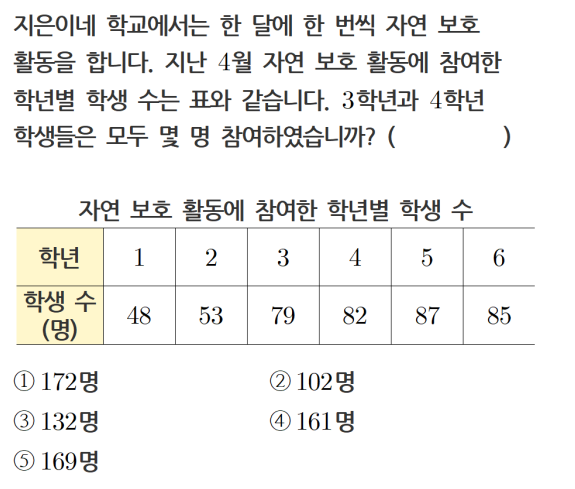 지은이네 학교에서는 한 달에 한 번씩 자연 보호
활동을 합니다. 지난 4월 자연 보호 활동에 참여한
학년별 학생 수는 표와 같습니다. 3학년과 4학년
학생들은 모두 몇 명 참여하였습니까? (          )
자연 보호 활동에 참여한 학년별 학생 수
학년 1 2 3 4 5 6
학생 수
(명) 48 53 79 82 87 85
① 172명 ② 102명
③ 132명 ④ 161명
⑤ 169명